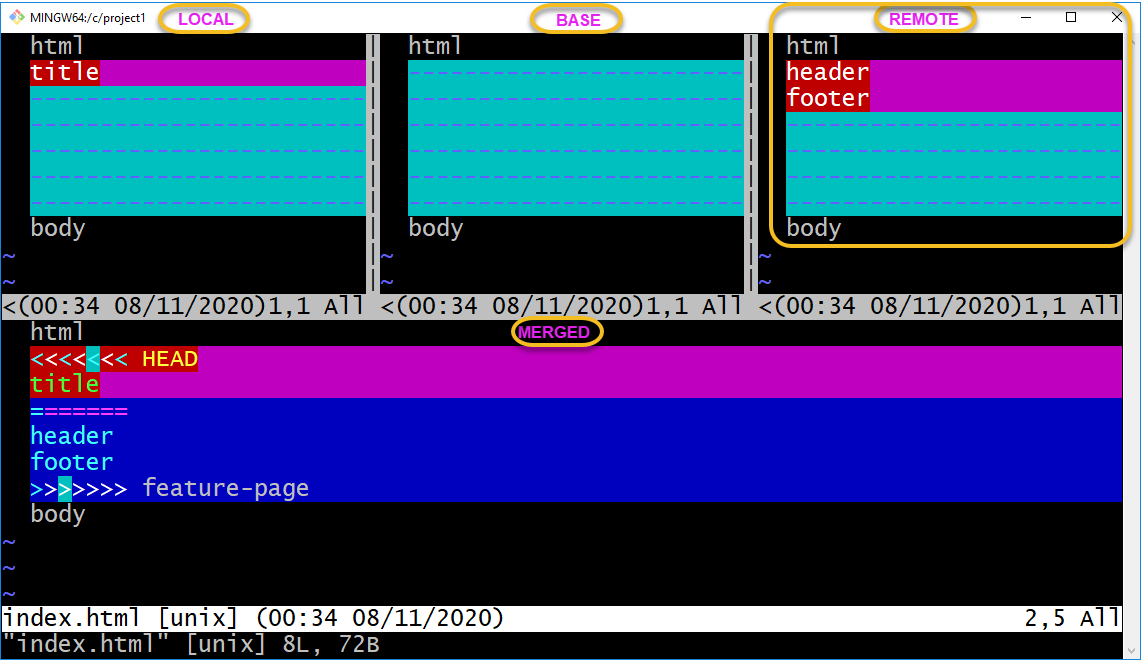 MINGW64:/c/project1
LOCAL
BASE
REMOTE
html
title
body
~
~
<(00:34 08/11/2020)1,1 All
html
body
~
~
<(00:34 08/11/2020)1,1 All
html
header
footer
body
~
~
<(00:34 08/11/2020)1,1 All
MERGED
html
<<<<<<< HEAD
title
=======
header
footer
>>>>>>> feature-page
body
~
~
~
index.html [unix] (00:34 08/11/2020) 2,5 All
"index.html" [unix] 8L, 72B